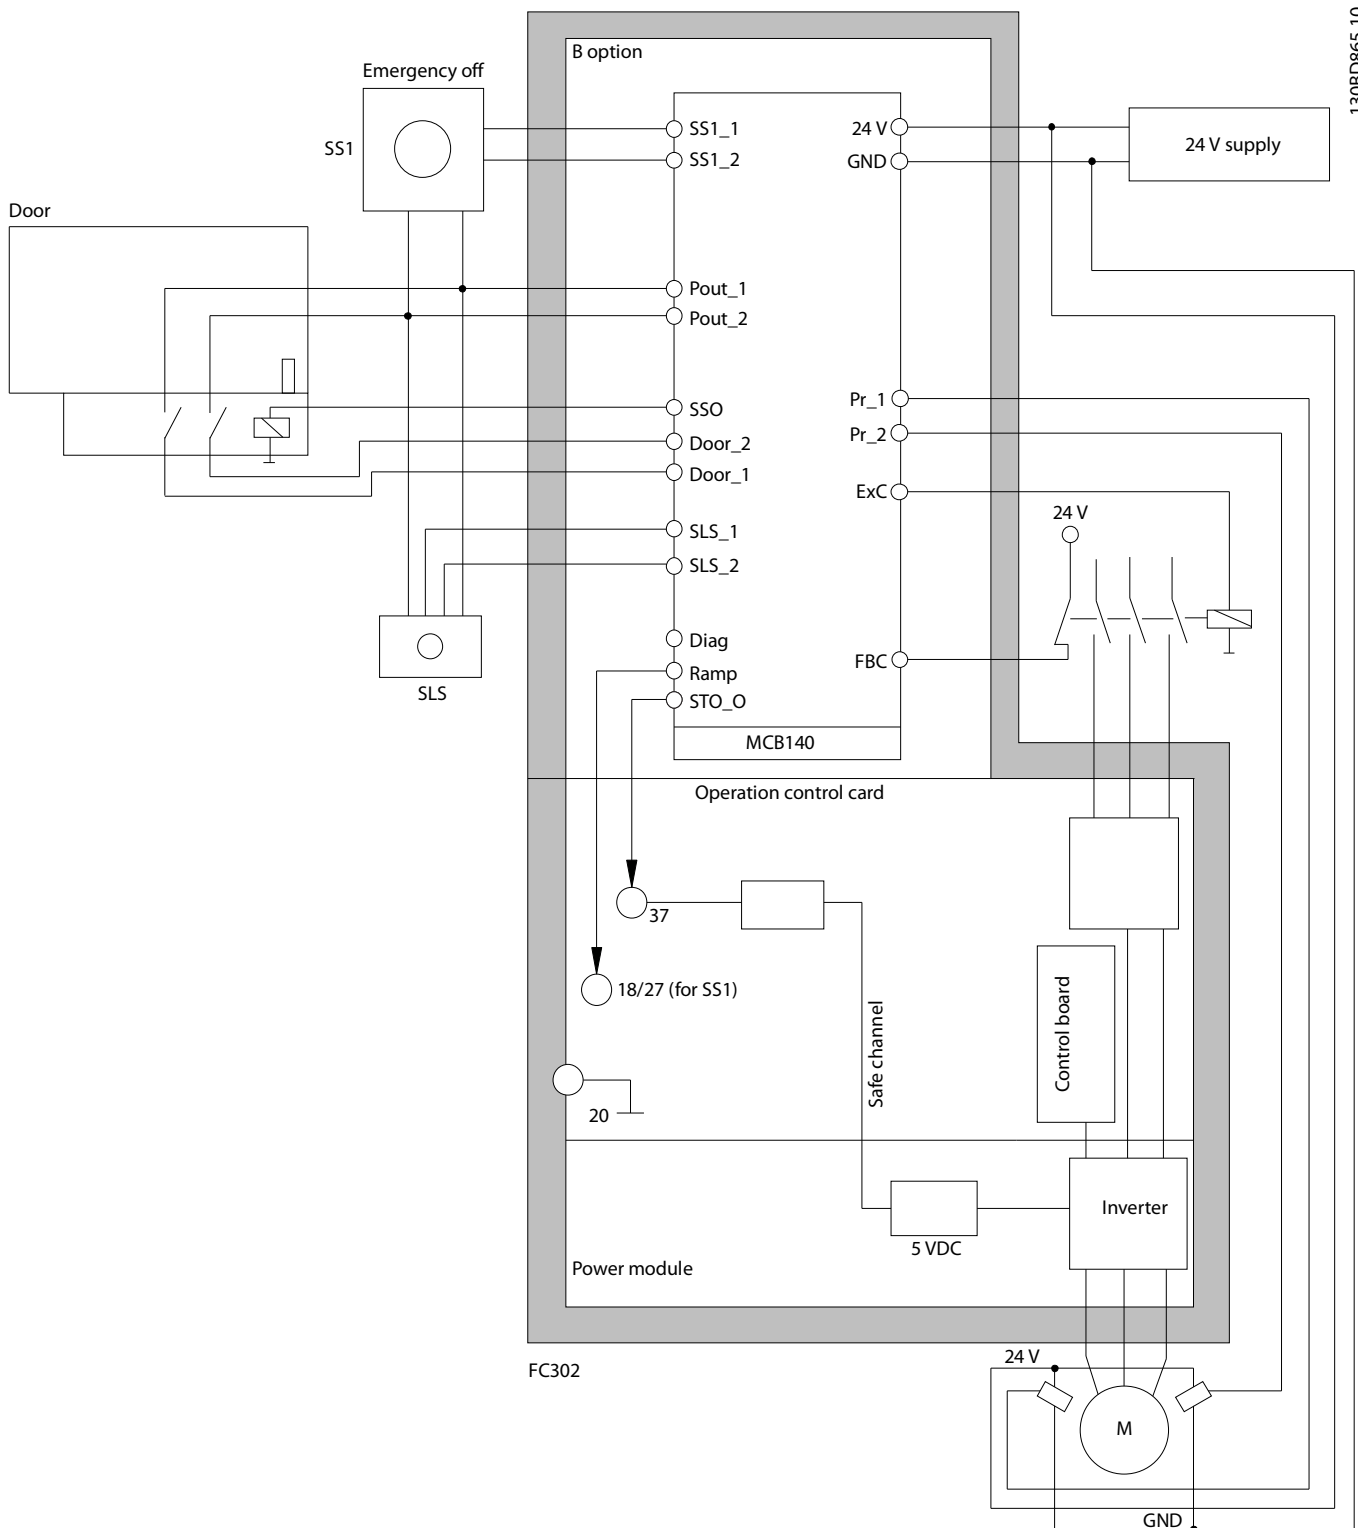 130BD865.10
B option
Emergency off
SS1
SS1_1
SS1_2
24 V
GND
24 V supply
Door
Pout_1
Pout_2
SSO
Door_2
Door_1
SLS_1
SLS_2
Pr_1
Pr_2
ExC
24 V
Diag
Ramp
STO_O
FBC
SLS
MCB140
Operation control card
37
18/27 (for SS1)
Safe channel
Control board
20
Inverter
5 VDC
Power module
FC302
24 V
M
GND